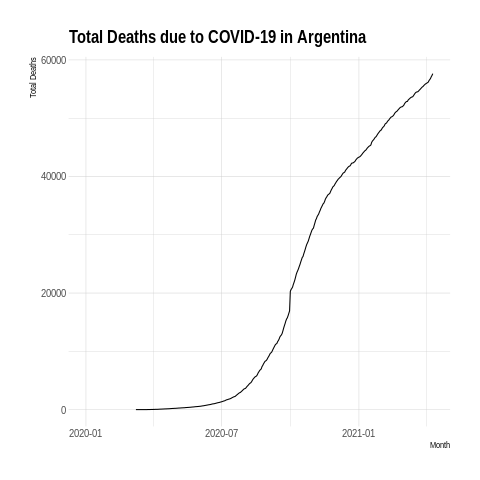 Total Deaths due to COVID-19 in Argentina
Total Deaths
60000
40000
20000
0
2020-01 2020-07 2021-01
Month